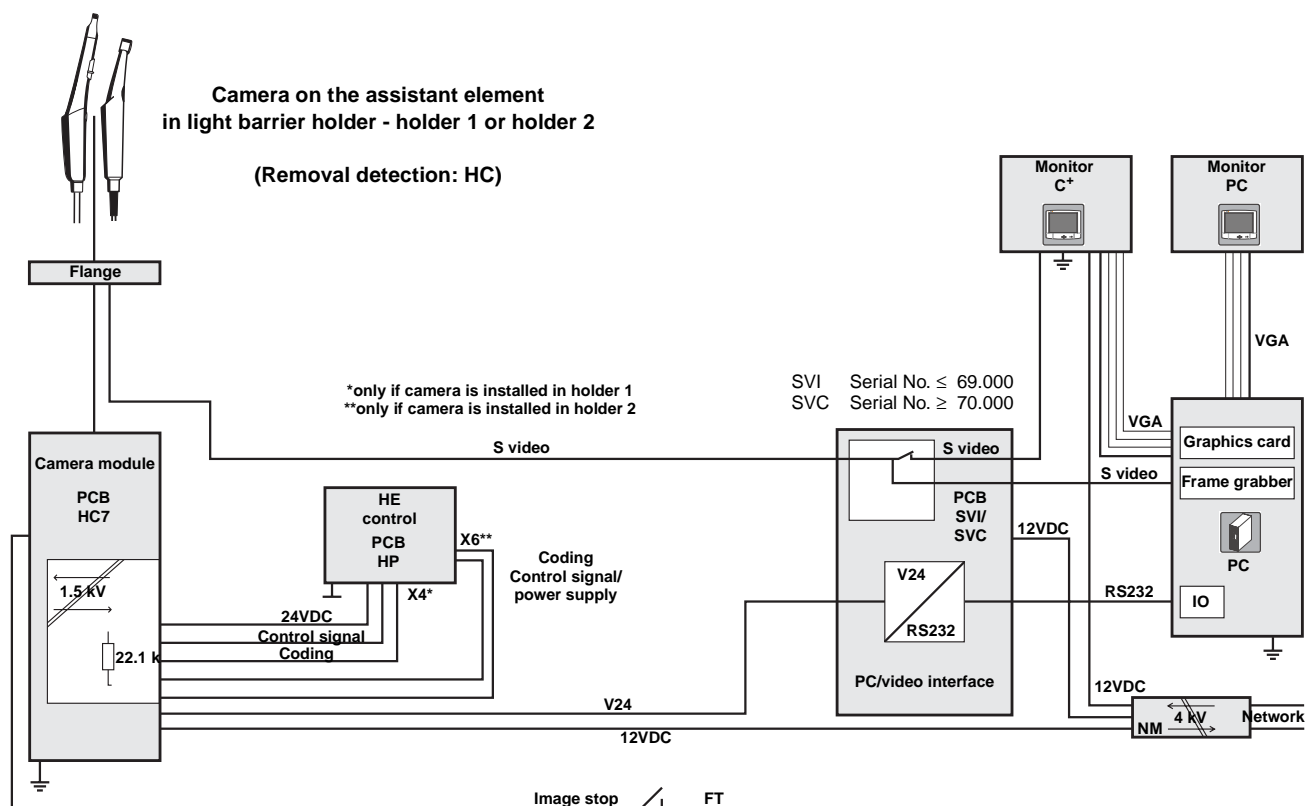 Camera on the assistant element
in light barrier holder - holder 1 or holder 2
(Removal detection: HC)
Monitor
C+
Monitor
PC
Flange
VGA
*only if camera is installed in holder 1
**only if camera is installed in holder 2
SVI Serial No. ≤ 69.000
SVC Serial No. ≥ 70.000
VGA
Graphics card
S video
S video
S video
Frame grabber
Camera module
PCB
HC7
HE
control
PCB
HP
X6**
X4*
Coding
Control signal/
power supply
PCB
SVI/
SVC
12VDC
PC
1.5 kV
V24
RS232
RS232
IO
24VDC
Control signal
Coding
22.1 k
PC/video interface
V24
12VDC
12VDC
4 kV
NM
Network
Image stop
FT